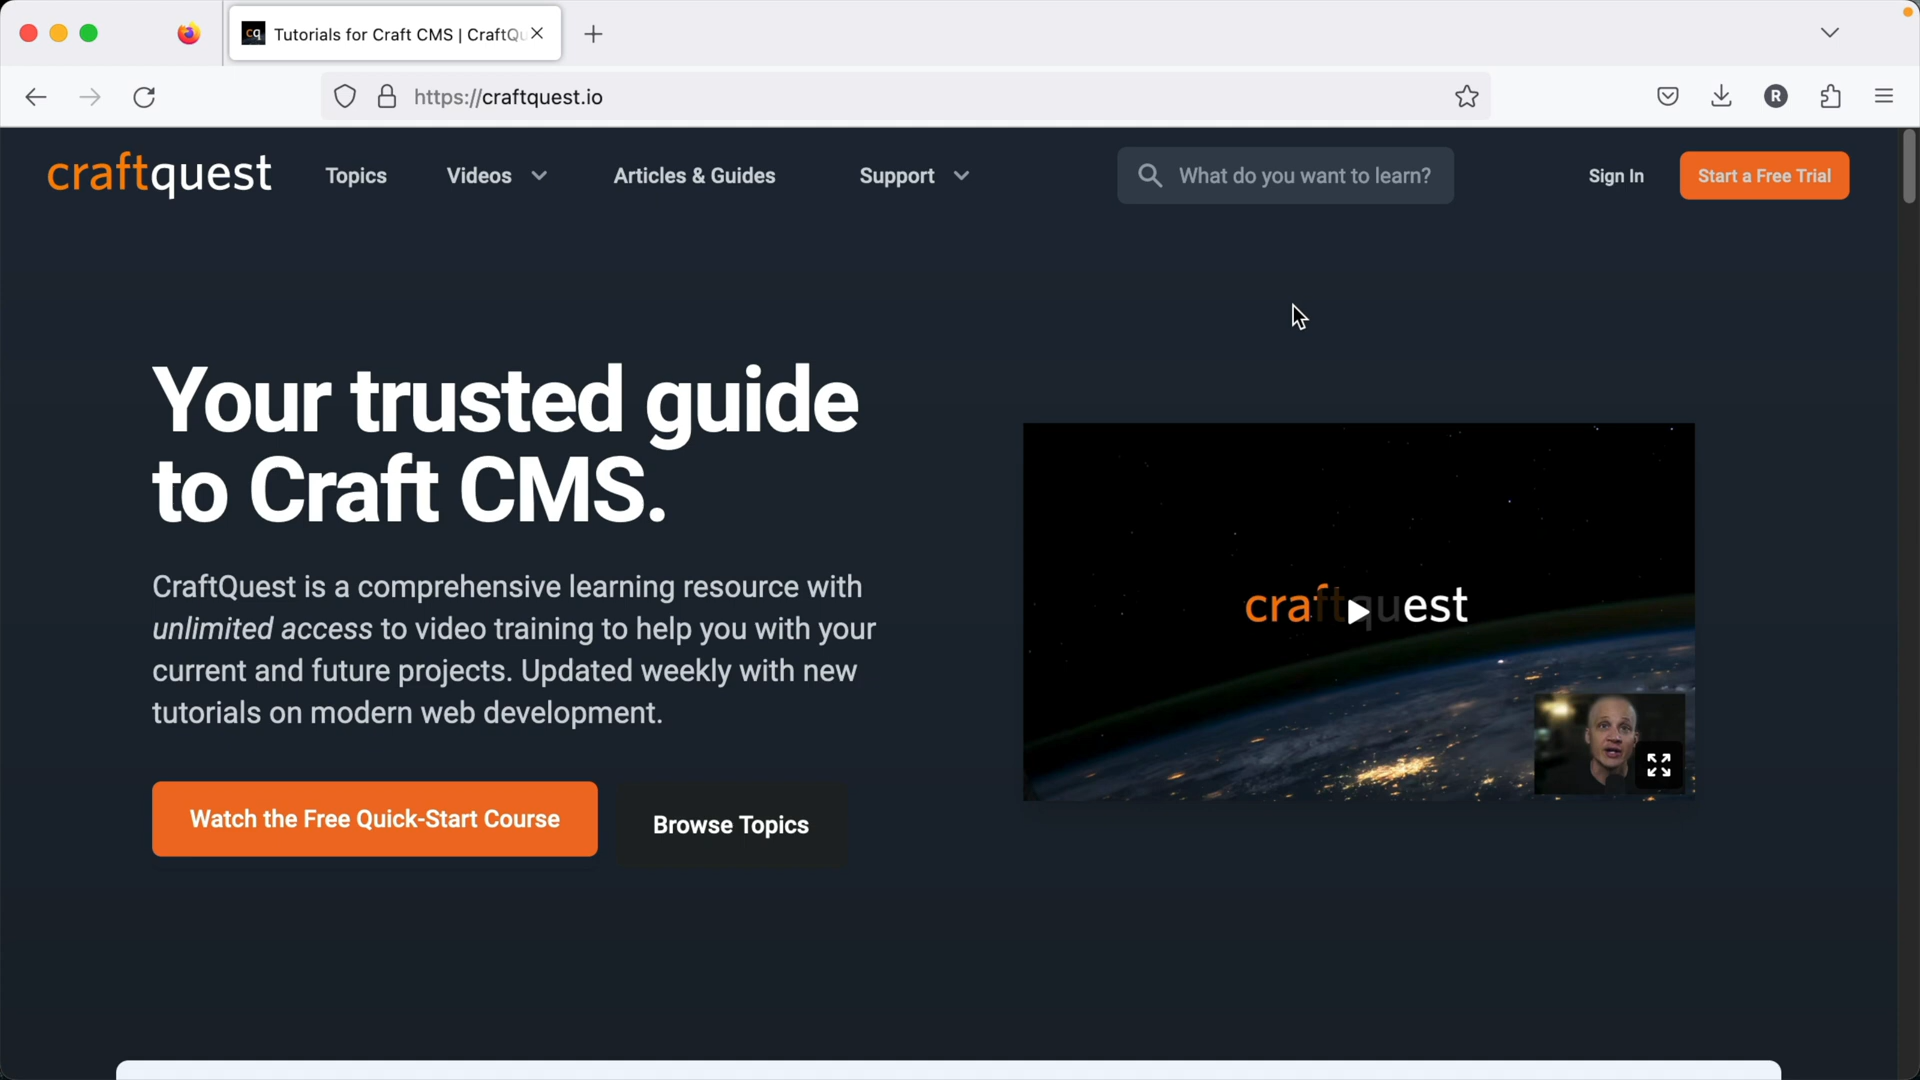 cq Tutorials for Craft CMS | CraftQu
https://craftquest.io
R
craftquest
Topics
Videos
Articles & Guides
Support
What do you want to learn?
Sign In
Start a Free Trial
Your trusted guide
to Craft CMS.
CraftQuest is a comprehensive learning resource with
unlimited access to video training to help you with your
current and future projects. Updated weekly with new
tutorials on modern web development.
craftquest
Watch the Free Quick-Start Course
Browse Topics